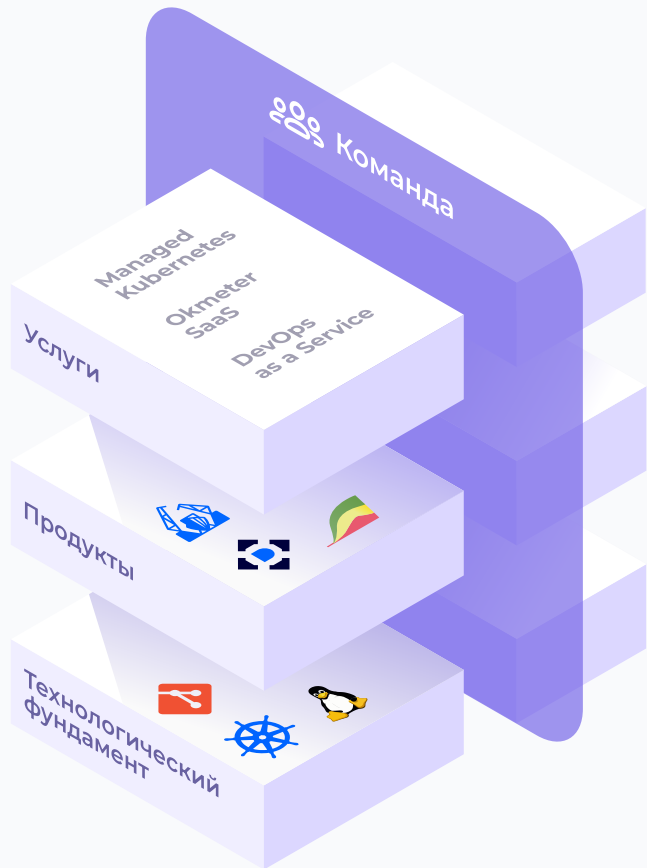 Команда
Managed
Kubernetes
Okmeter
SaaS
DevOps
as a Service
Услуги
Продукты
Технологический
фундамент